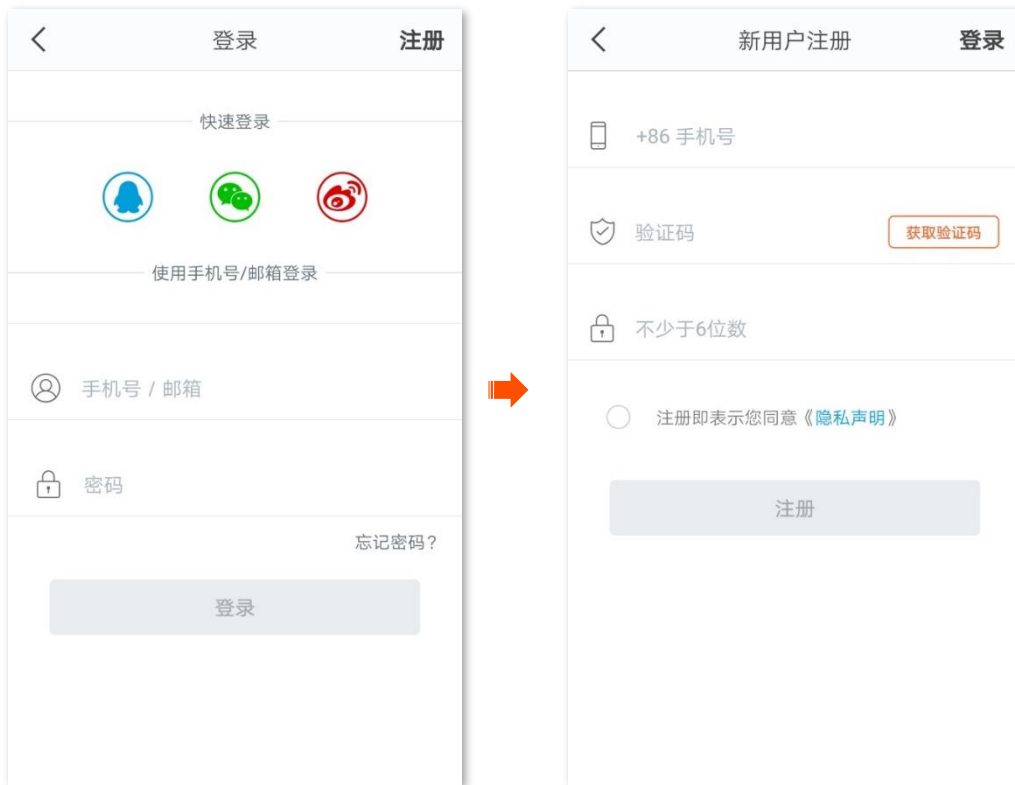 登录
注册
快速登录
使用手机号/邮箱登录
手机号 / 邮箱
密码
忘记密码?
登录
新用户注册
登录
+86 手机号
验证码
获取验证码
不少于6位数
注册即表示您同意《隐私声明》
注册